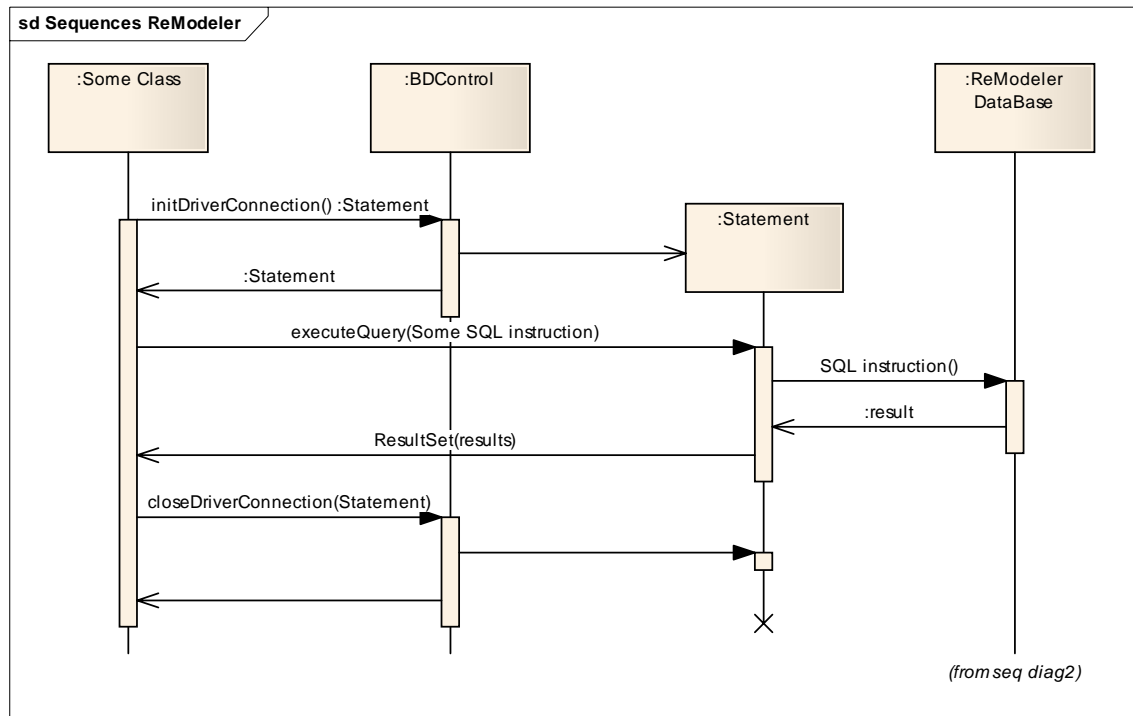 sd Sequences ReModeler
:Some Class
:BDControl
:ReModeler
DataBase
initDriverConnection() :Statement
:Statement
:Statement
executeQuery(Some SQL instruction)
SQL instruction()
:result
ResultSet(results)
closeDriverConnection(Statement)
(from seq diag2)